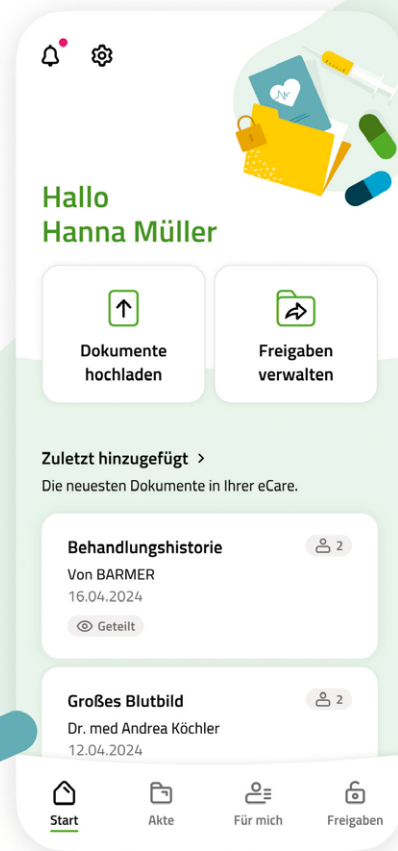 Hallo
Hanna Müller
Dokumente
hochladen
Freigaben
verwalten
Zuletzt hinzugefügt >
Die neuesten Dokumente in Ihrer eCare.
Behandlungshistorie
2
Von BARMER
16.04.2024
Geteilt
Großes Blutbild
2
Dr. med Andrea Köchler
12.04.2024
Start
Akte
Für mich
Freigaben